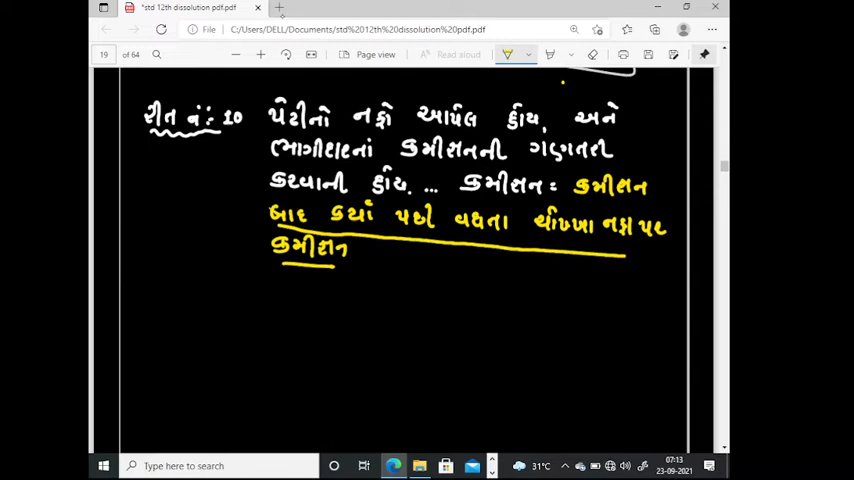 *std 12th dissolution pdf.pdf
File C:/Users/DELL/Documents/std%2012th%20dissolution%20pdf.pdf
19 of 64 Page view Read aloud
રીત નં :- 10 પેઢીનો નફો આપેલ હોય, અને
ભાગીદારનાં કમીશનની ગણતરી
કરવાની હોય, ... કમીશન = કમીશન
બાદ કર્યાં પછી વધતા ચોખ્ખા નફા પર
કમીશન
Type here to search 31°C 07:13
23-09-2021